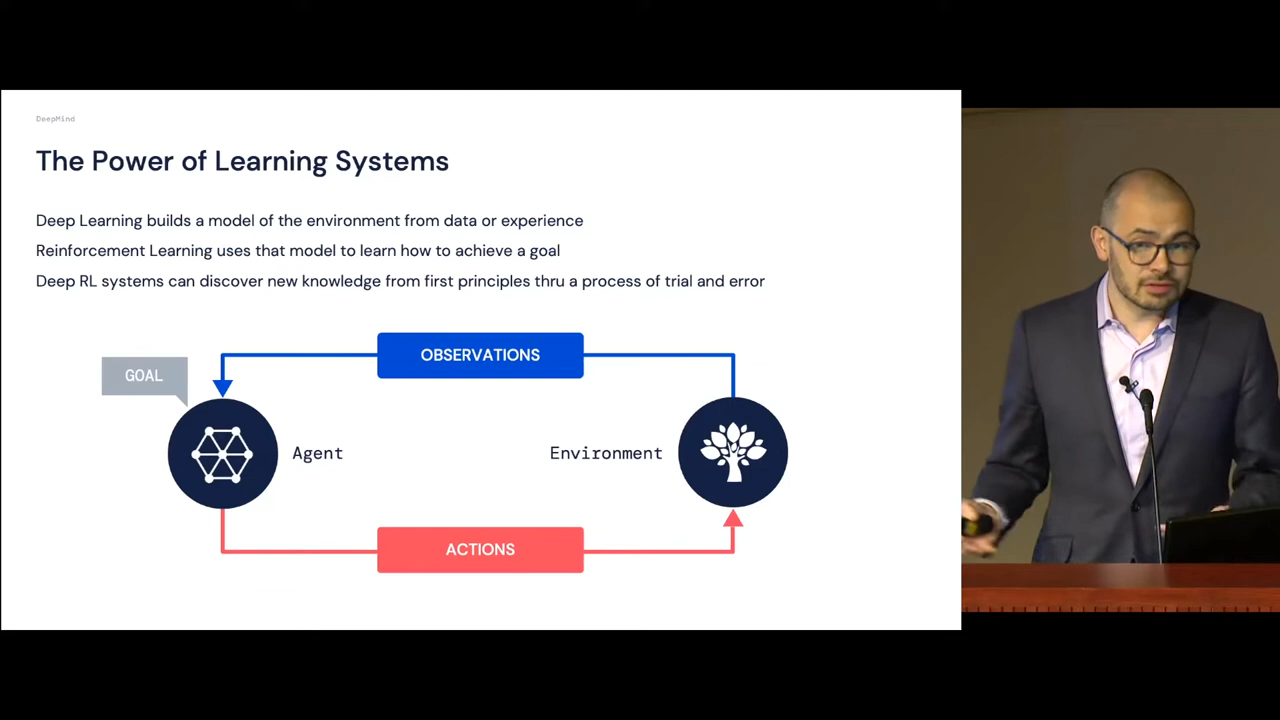 DeepMind
The Power of Learning Systems
Deep Learning builds a model of the environment from data or experience
Reinforcement Learning uses that model to learn how to achieve a goal
Deep RL systems can discover new knowledge from first principles thru a process of trial and error
OBSERVATIONS
GOAL
Agent
Environment
ACTIONS